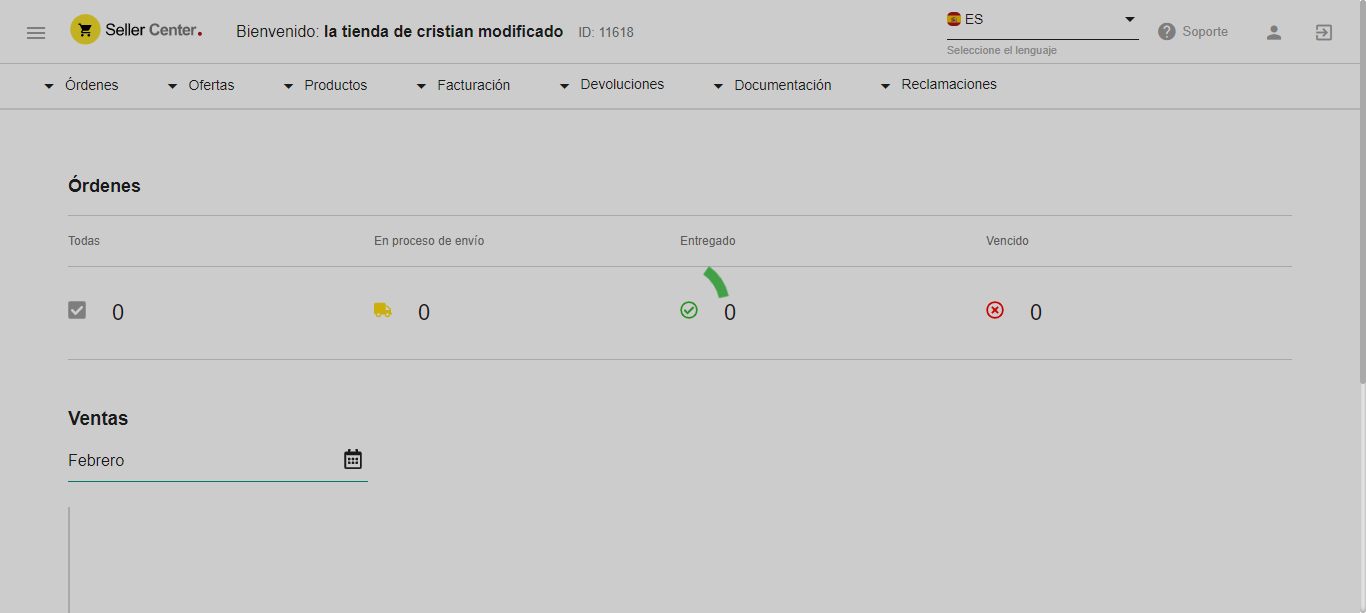 Seller Center.
Bienvenido: la tienda de cristian modificado ID: 11618
ES
Seleccione el lenguaje
Soporte
Órdenes Ofertas Productos Facturación Devoluciones Documentación Reclamaciones
Órdenes
Todas En proceso de envío Entregado Vencido
0 0 0 0
Ventas
Febrero